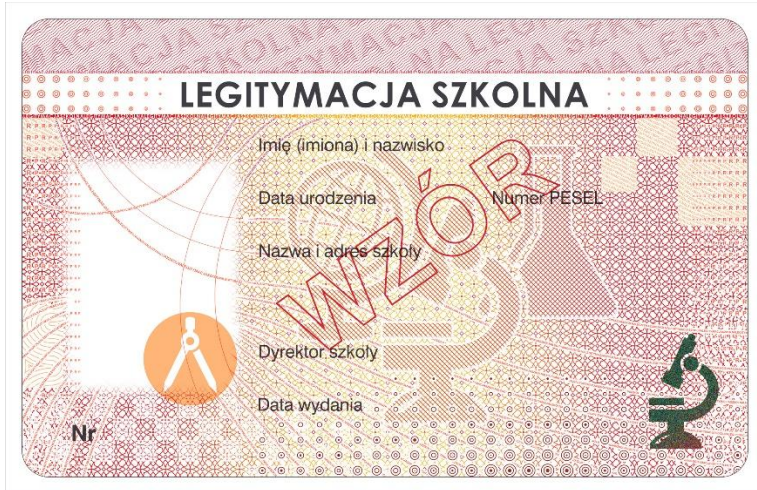 LEGITYMACJA SZKOLNA
Imię (imiona) i nazwisko
Data urodzenia Numer PESEL
Nazwa i adres szkoły
WZÓR
Dyrektor szkoły
Data wydania
Nr